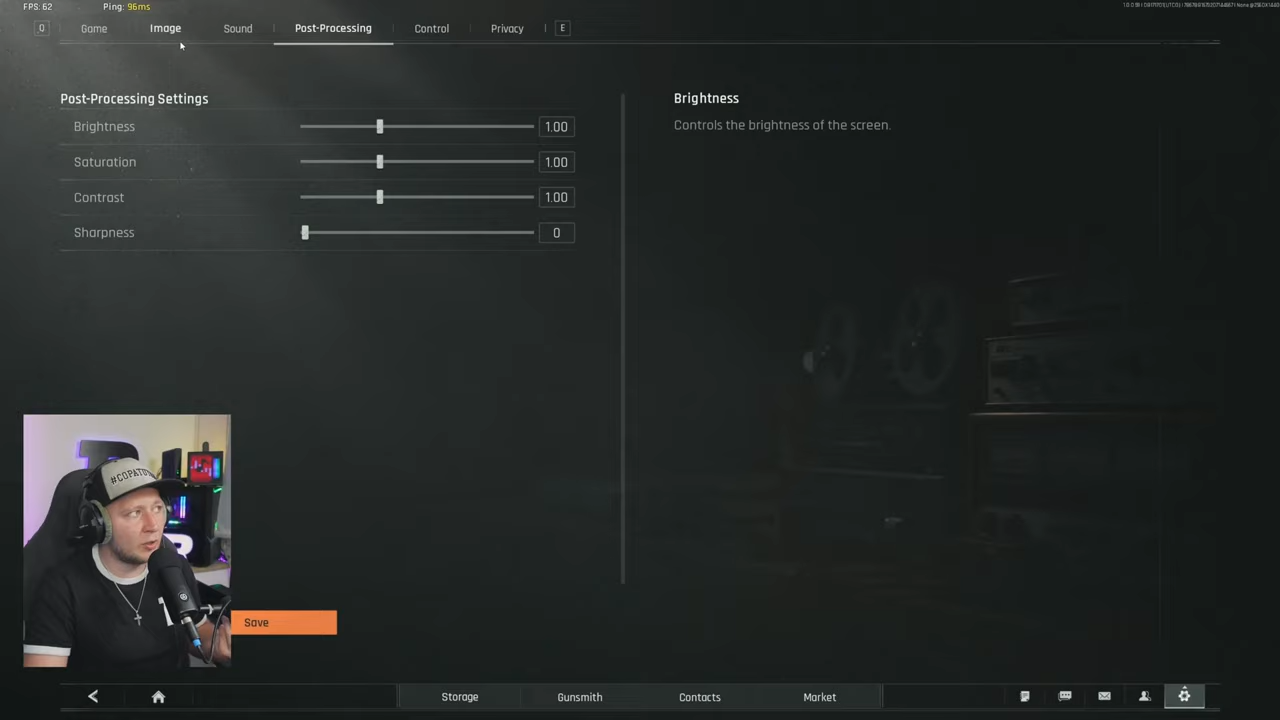 FPS: 62 Ping: 96ms
Q Game Image Sound Post-Processing Control Privacy E
Post-Processing Settings
Brightness 1.00
Saturation 1.00
Contrast 1.00
Sharpness 0
Brightness
Controls the brightness of the screen.
Save
Storage Gunsmith Contacts Market